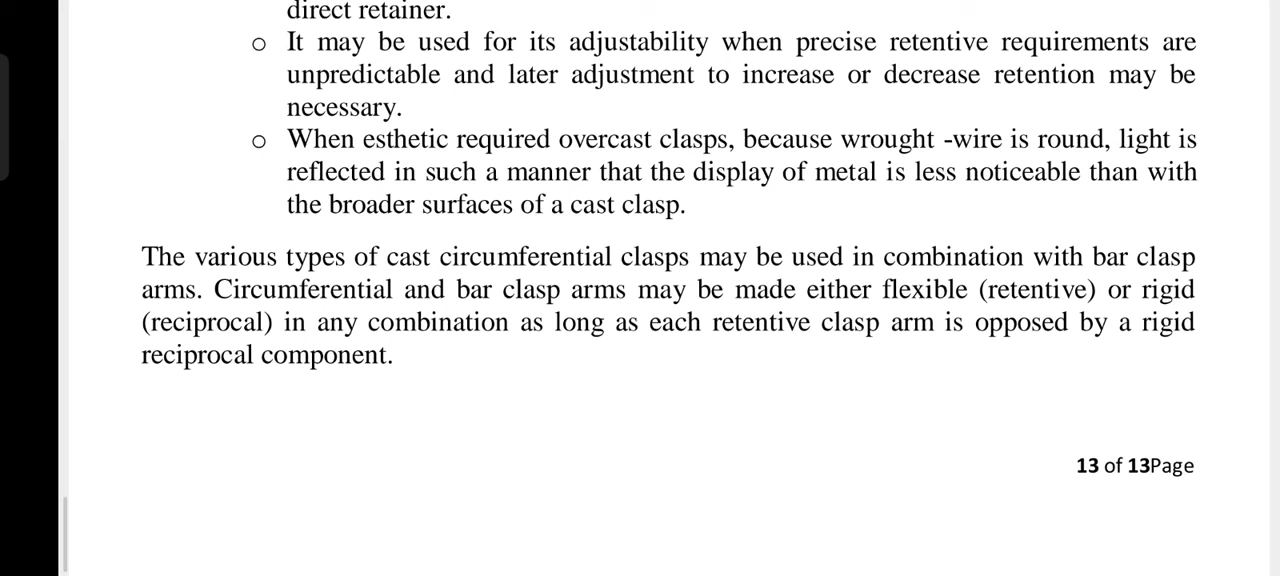 direct retainer.
o It may be used for its adjustability when precise retentive requirements are
unpredictable and later adjustment to increase or decrease retention may be
necessary.
o When esthetic required overcast clasps, because wrought -wire is round, light is
reflected in such a manner that the display of metal is less noticeable than with
the broader surfaces of a cast clasp.
The various types of cast circumferential clasps may be used in combination with bar clasp
arms. Circumferential and bar clasp arms may be made either flexible (retentive) or rigid
(reciprocal) in any combination as long as each retentive clasp arm is opposed by a rigid
reciprocal component.
13 of 13Page